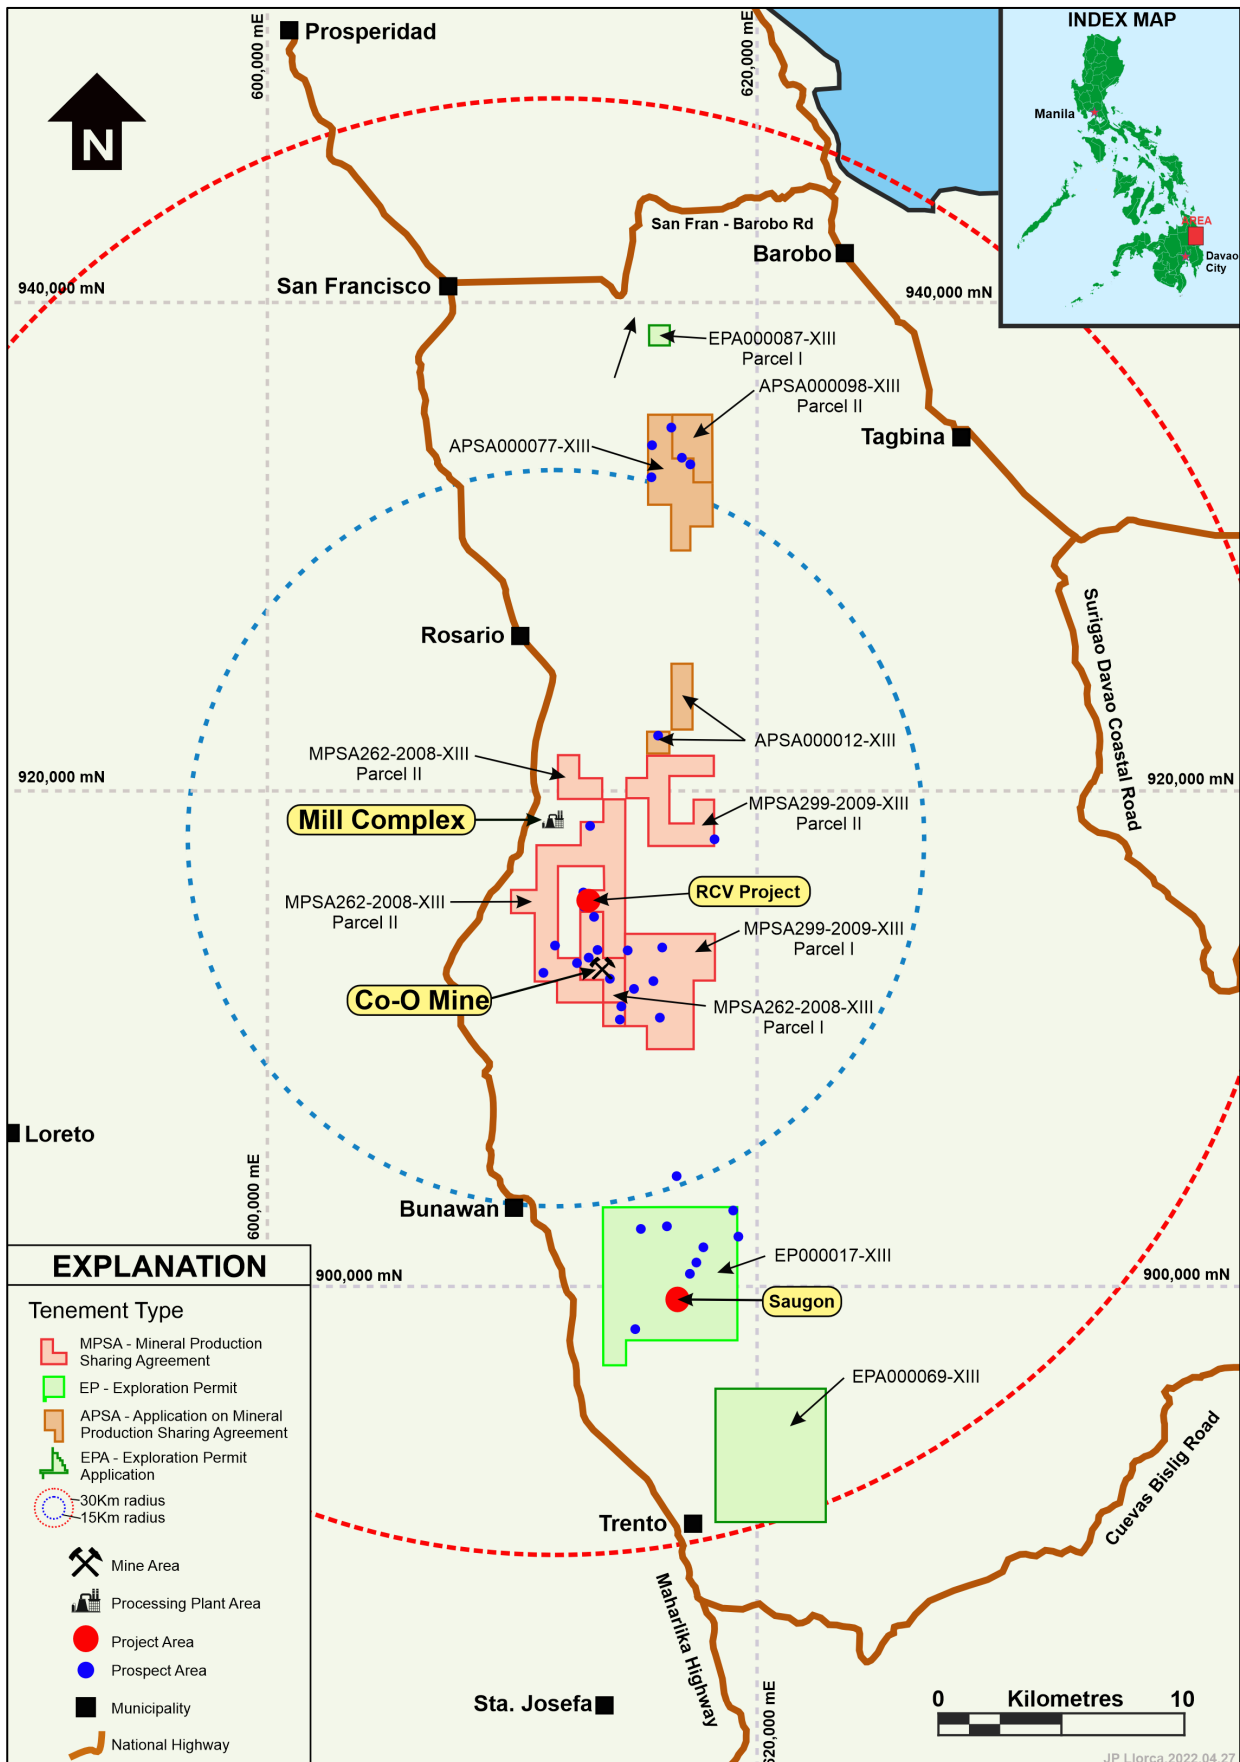 Prosperidad
600,000 mE
620,000 mE
INDEX MAP
Manila
AREA
Davao
City
N
San Fran - Barobo Rd
Barobo
San Francisco
940,000 mN
940,000 mN
EPA000087-XIII
Parcel I
APSA000098-XIII
Parcel II
APSA000077-XIII
Tagbina
Surigao Davao Coastal Road
Rosario
APSA000012-XIII
MPSA262-2008-XIII
Parcel II
920,000 mN
920,000 mN
MPSA299-2009-XIII
Parcel II
Mill Complex
RCV Project
MPSA262-2008-XIII
Parcel II
MPSA299-2009-XIII
Parcel I
Co-O Mine
MPSA262-2008-XIII
Parcel I
Loreto
600,000 mE
Bunawan
EP000017-XIII
900,000 mN
900,000 mN
Saugon
EPA000069-XIII
Cuevas Bislig Road
Trento
Maharlika Highway
Sta. Josefa
620,000 mE
EXPLANATION
Tenement Type
MPSA - Mineral Production
Sharing Agreement
EP - Exploration Permit
APSA - Application on Mineral
Production Sharing Agreement
EPA - Exploration Permit
Application
30Km radius
15Km radius
Mine Area
Processing Plant Area
Project Area
Prospect Area
Municipality
National Highway
0 Kilometres 10
JP Llorca 2022.04.27